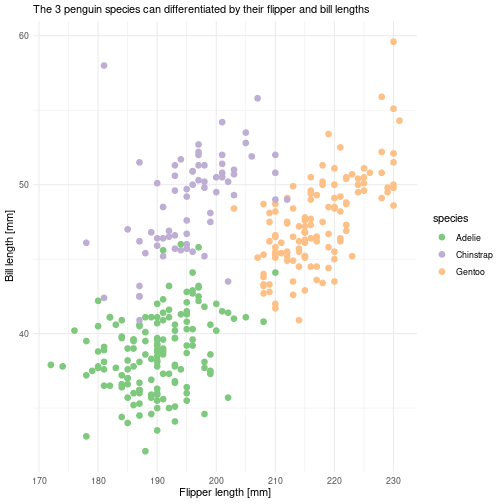 The 3 penguin species can differentiated by their flipper and bill lengths
60
50
40
Bill length [mm]
170 180 190 200 210 220 230
Flipper length [mm]
species
Adelie
Chinstrap
Gentoo